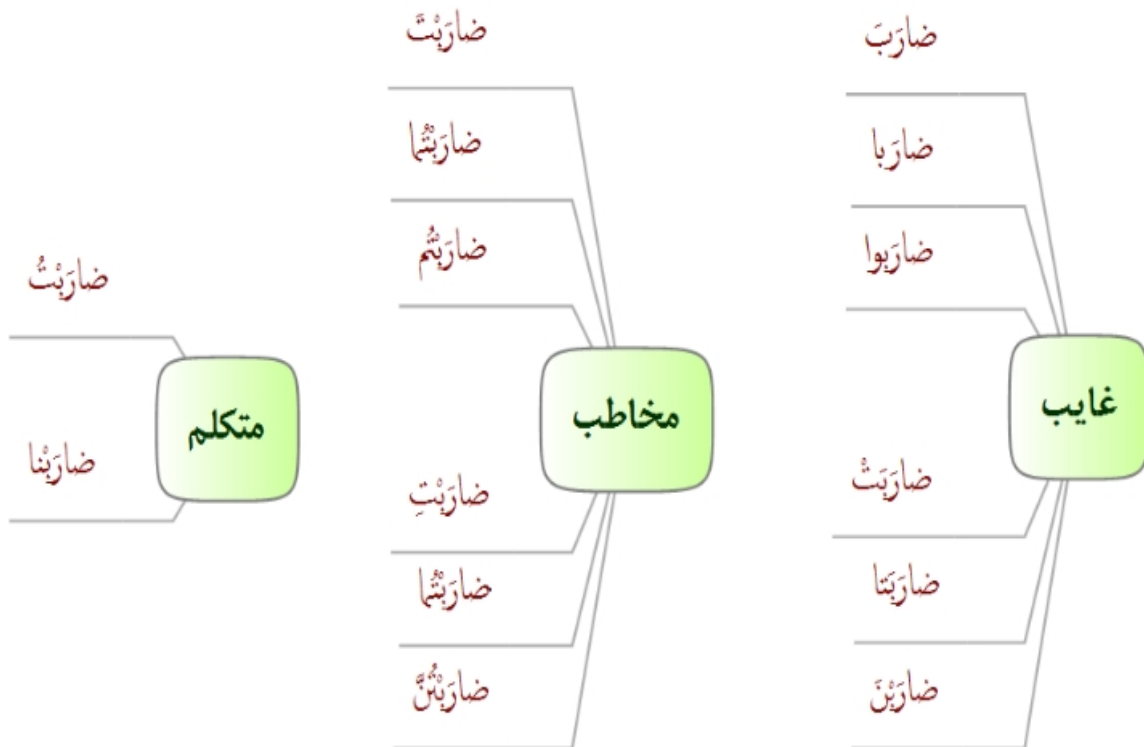 ضارَبَ
ضارَبا
ضارَبوا
غایب
ضارَبَتْ
ضارَبَتا
ضارَبْنَ
ضارَبْتَ
ضارَبْتُما
ضارَبْتُم
مخاطب
ضارَبْتِ
ضارَبْتُما
ضارَبْتُنَّ
ضارَبْتُ
متکلم
ضارَبْنا